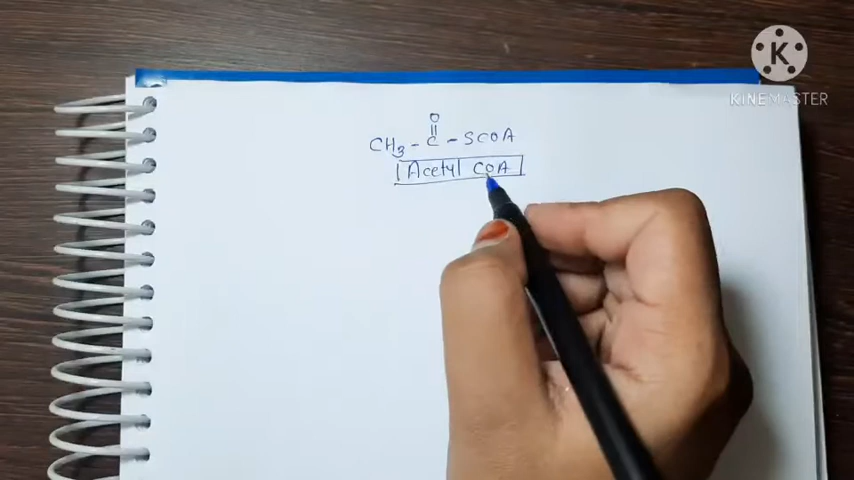 K
KINEMASTER
O
||
CH3 - C - SCOA
Acetyl COA